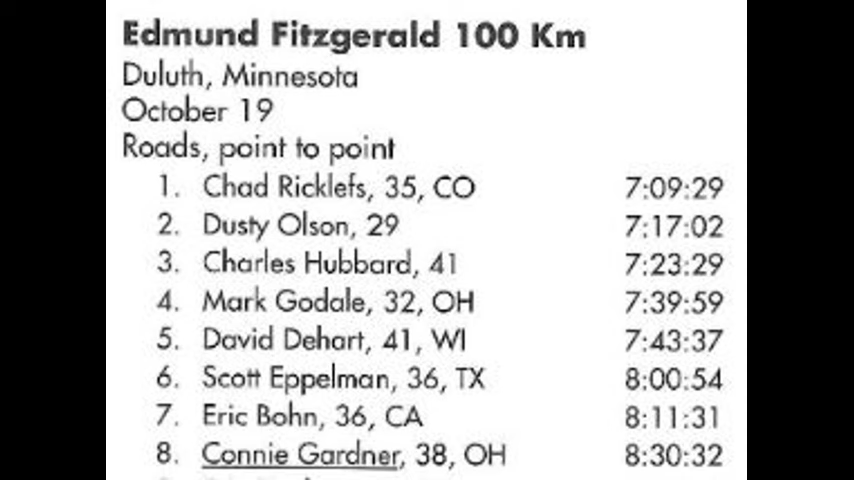 Edmund Fitzgerald 100 Km
Duluth, Minnesota
October 19
Roads, point to point
1. Chad Ricklefs, 35, CO 7:09:29
2. Dusty Olson, 29 7:17:02
3. Charles Hubbard, 41 7:23:29
4. Mark Godale, 32, OH 7:39:59
5. David Dehart, 41, WI 7:43:37
6. Scott Eppelman, 36, TX 8:00:54
7. Eric Bohn, 36, CA 8:11:31
8. Connie Gardner, 38, OH 8:30:32